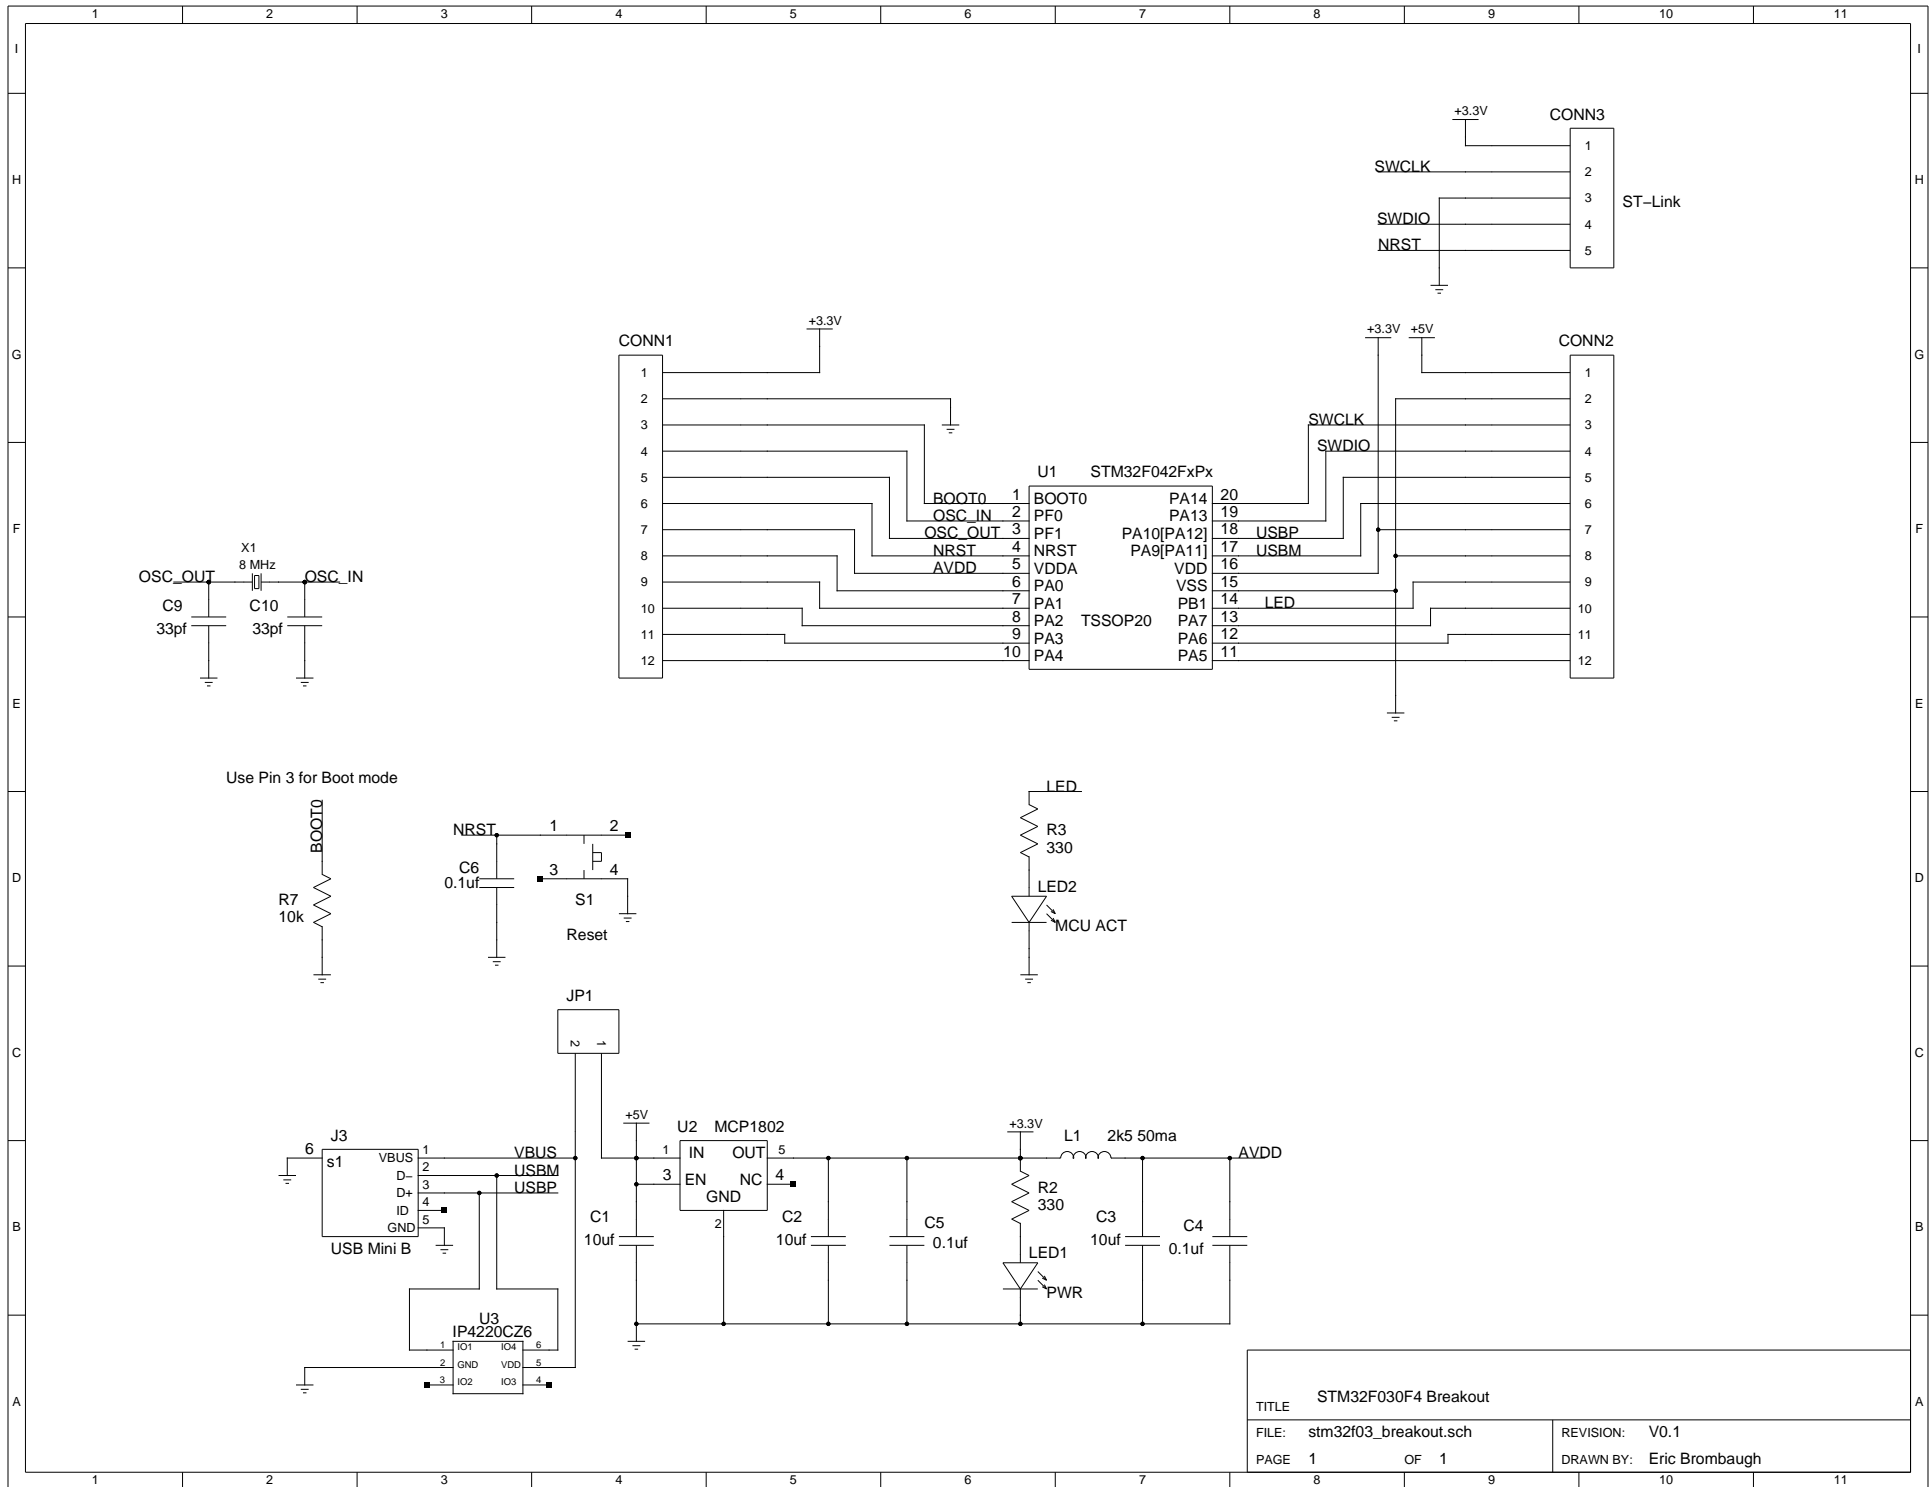 1 2 3 4 5 6 7 8 9 10 11
I I
H H
G G
F F
E E
D D
C C
B B
A A
+3.3V
CONN3
1
SWCLK
2
3
ST–Link
SWDIO
4
NRST
5
CONN1
+3.3V
1
2
3
4
5
6
7
8
9
10
11
12
+3.3V +5V
CONN2
1
2
3
4
5
6
7
8
9
10
11
12
SWCLK
SWDIO
U1 STM32F042FxPx
BOOT0 1 BOOT0 PA14 20
OSC_IN 2 PF0 PA13 19
OSC_OUT 3 PF1 PA10[PA12] 18 USBP
NRST 4 NRST PA9[PA11] 17 USBM
AVDD 5 VDDA VDD 16
6 PA0 VSS 15
7 PA1 PB1 14 LED
8 PA2 TSSOP20 PA7 13
9 PA3 PA6 12
10 PA4 PA5 11
X1
8 MHz
OSC_OUT OSC_IN
C9 C10
33pf 33pf
Use Pin 3 for Boot mode
BOOT0
R7
10k
NRST 1 2
C6
0.1uf
3 4
S1
Reset
LED
R3
330
LED2
MCU ACT
JP1
2 1
J3
6 s1 VBUS 1 VBUS
D– 2 USBM
D+ 3 USBP
ID 4
GND 5
USB Mini B
U3
IP4220CZ6
1 IO1 IO4 6
2 GND VDD 5
3 IO2 IO3 4
+5V
U2 MCP1802
1 IN OUT 5
3 EN NC 4
GND
2
C1
10uf
C2
10uf
C5
0.1uf
+3.3V
L1 2k5 50ma
AVDD
R2
330
LED1
PWR
C3
10uf
C4
0.1uf
TITLE STM32F030F4 Breakout
FILE: stm32f03_breakout.sch REVISION: V0.1
PAGE 1 OF 1 DRAWN BY: Eric Brombaugh
1 2 3 4 5 6 7 8 9 10 11